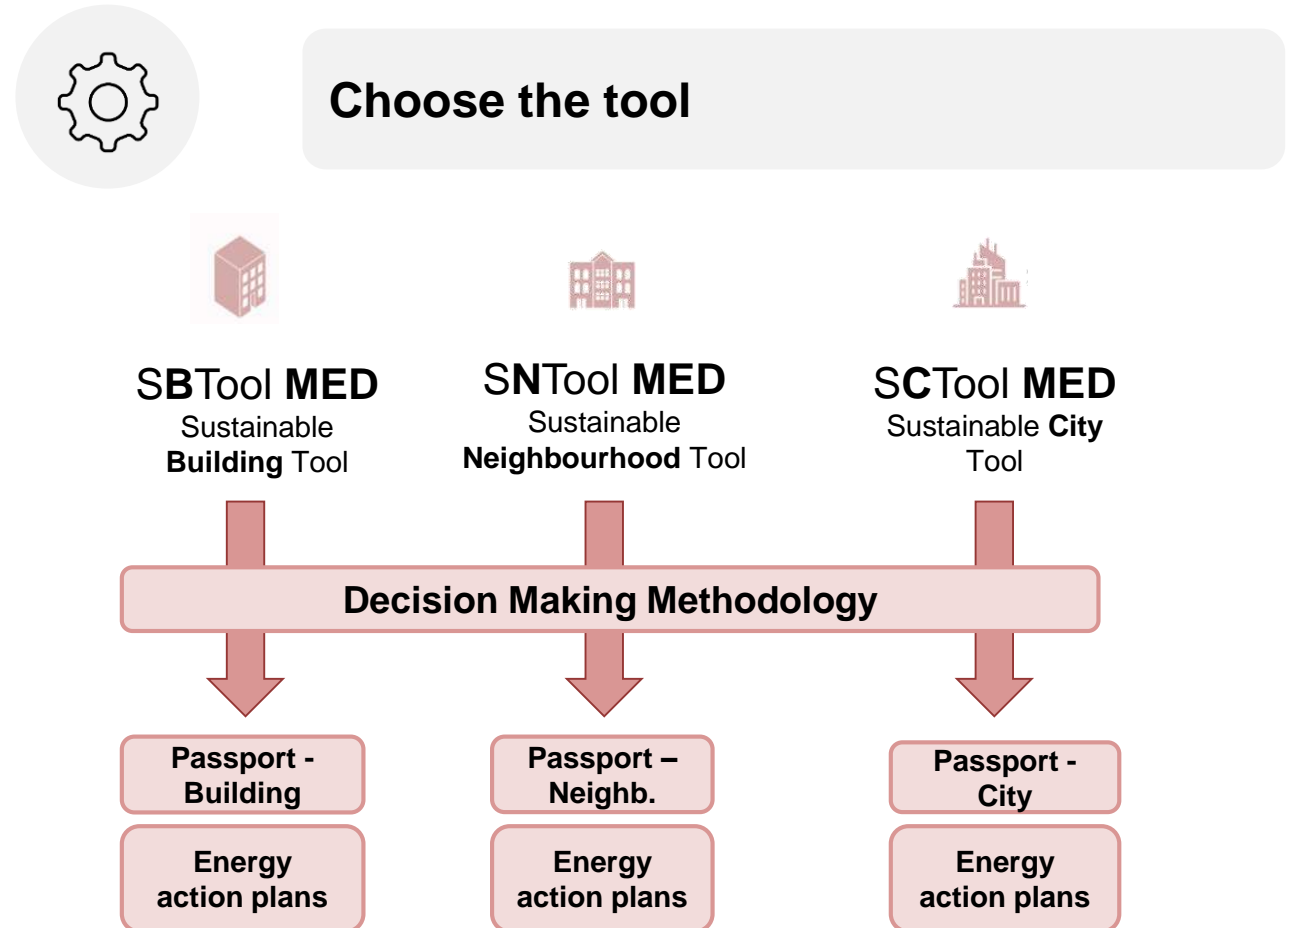 Choose the tool
SBTool MED
Sustainable
Building Tool
SNTool MED
Sustainable
Neighbourhood Tool
SCTool MED
Sustainable City
Tool
Decision Making Methodology
Passport -
Building
Passport –
Neighb.
Passport -
City
Energy
action plans
Energy
action plans
Energy
action plans